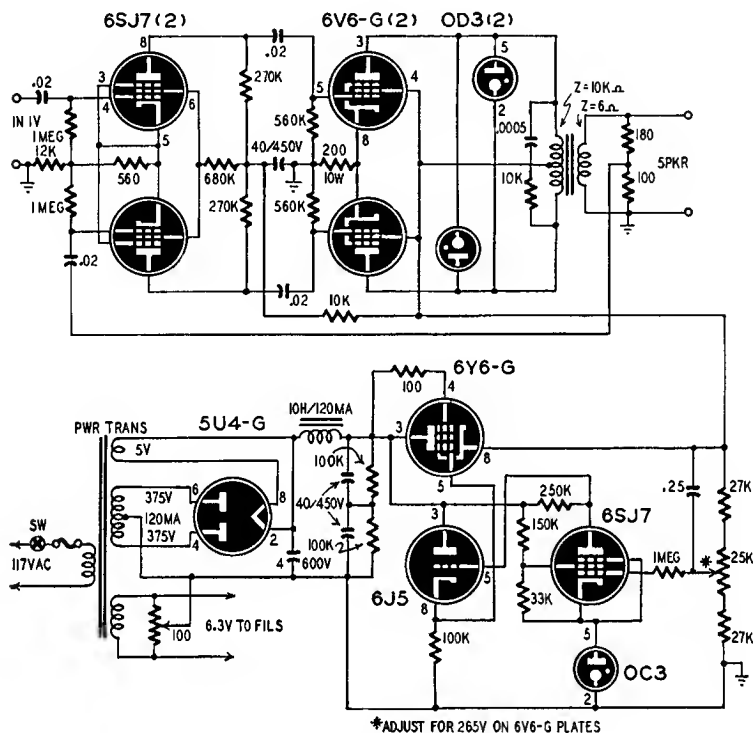 6SJ7(2)
6V6-G(2)
OD3(2)
8
.02
3
5
.02
3
4
6
270K
5
4
2
Z=10K Ω
Z=6 Ω
IN 1V
1MEG
560K
8
.0005
180
12K
5
40/450V
200
5PKR
560
680K
10W
10K
100
1MEG
270K
560K
.02
.02
10K
6Y6-G
100
4
10H/120MA
PWR TRANS
5U4-G
3
8
5V
100K
5
27K
375V
6
8
250K
.25
120MA
40/450V
3
6SJ7
SW
375V
150K
1MEG
*
25K
4
2
100K
5
117VAC
4
600V
6J5
33K
8
5
27K
100
6.3V TO FILS
100K
OC3
2
*ADJUST FOR 265V ON 6V6-G PLATES